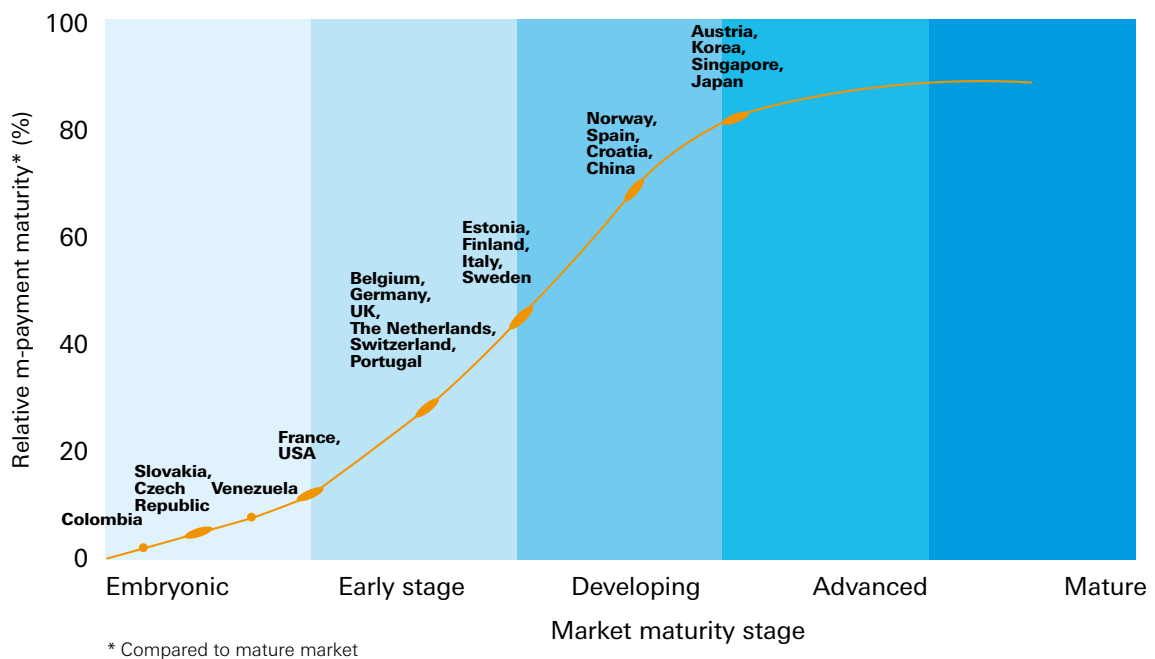 Relative m-payment maturity* (%)
100
80
60
40
20
0
Austria,
Korea,
Singapore,
Japan
Norway,
Spain,
Croatia,
China
Estonia,
Finland,
Italy,
Sweden
Belgium,
Germany,
UK,
The Netherlands,
Switzerland,
Portugal
France,
USA
Venezuela
Slovakia,
Czech
Republic
Colombia
Embryonic
Early stage
Developing
Advanced
Mature
Market maturity stage
* Compared to mature market